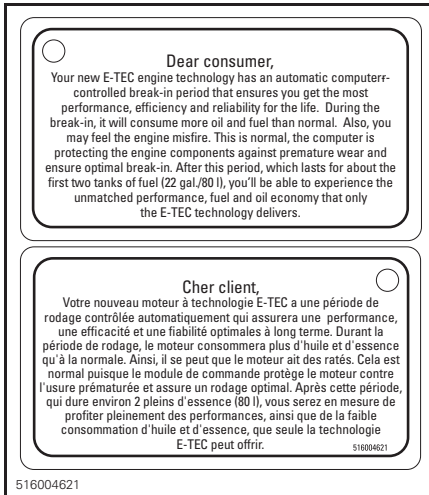 Dear consumer,
Your new E-TEC engine technology has an automatic computerr-
controlled break-in period that ensures you get the most
performance, efficiency and reliability for the life. During the
break-in, it will consume more oil and fuel than normal. Also, you
may feel the engine misfire. This is normal, the computer is
protecting the engine components against premature wear and
ensure optimal break-in. After this period, which lasts for about the
first two tanks of fuel (22 gal./80 l), you'll be able to experience the
unmatched performance, fuel and oil economy that only
the E-TEC technology delivers.
Cher client,
Votre nouveau moteur à technologie E-TEC a une période de
rodage contrôlée automatiquement qui assurera une performance,
une efficacité et une fiabilité optimales à long terme. Durant la
période de rodage, le moteur consommera plus d'huile et d'essence
qu'à la normale. Ainsi, il se peut que le moteur ait des ratés. Cela est
normal puisque le module de commande protège le moteur contre
l'usure prématurée et assure un rodage optimal. Après cette période,
qui dure environ 2 pleins d'essence (80 l), vous serez en mesure de
profiter pleinement des performances, ainsi que de la faible
consommation d'huile et d'essence, que seule la technologie
E-TEC peut offrir.
516004621
516004621